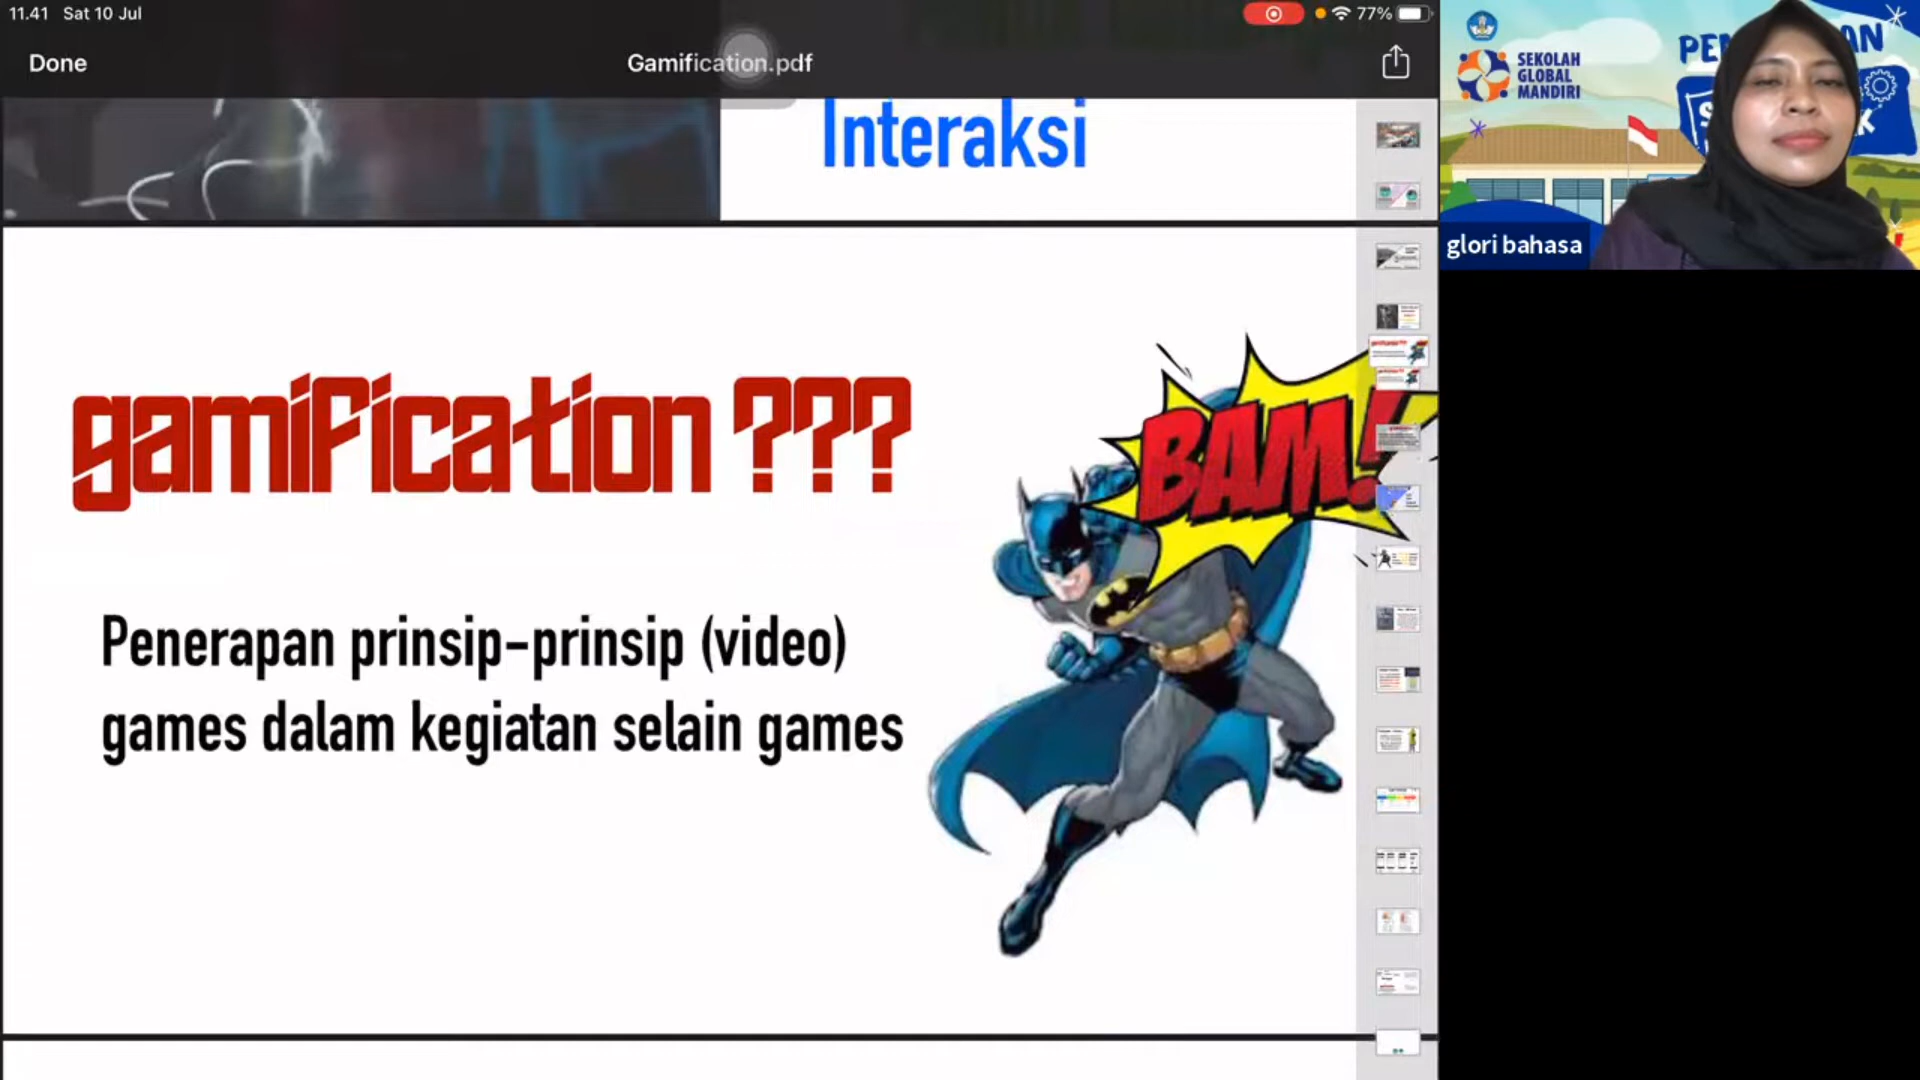 11.41 Sat 10 Jul
77%
Done
Gamification.pdf
Interaksi
gamification ???
BAM!
Penerapan prinsip-prinsip (video)
games dalam kegiatan selain games
SEKOLAH
GLOBAL
MANDIRI
glori bahasa